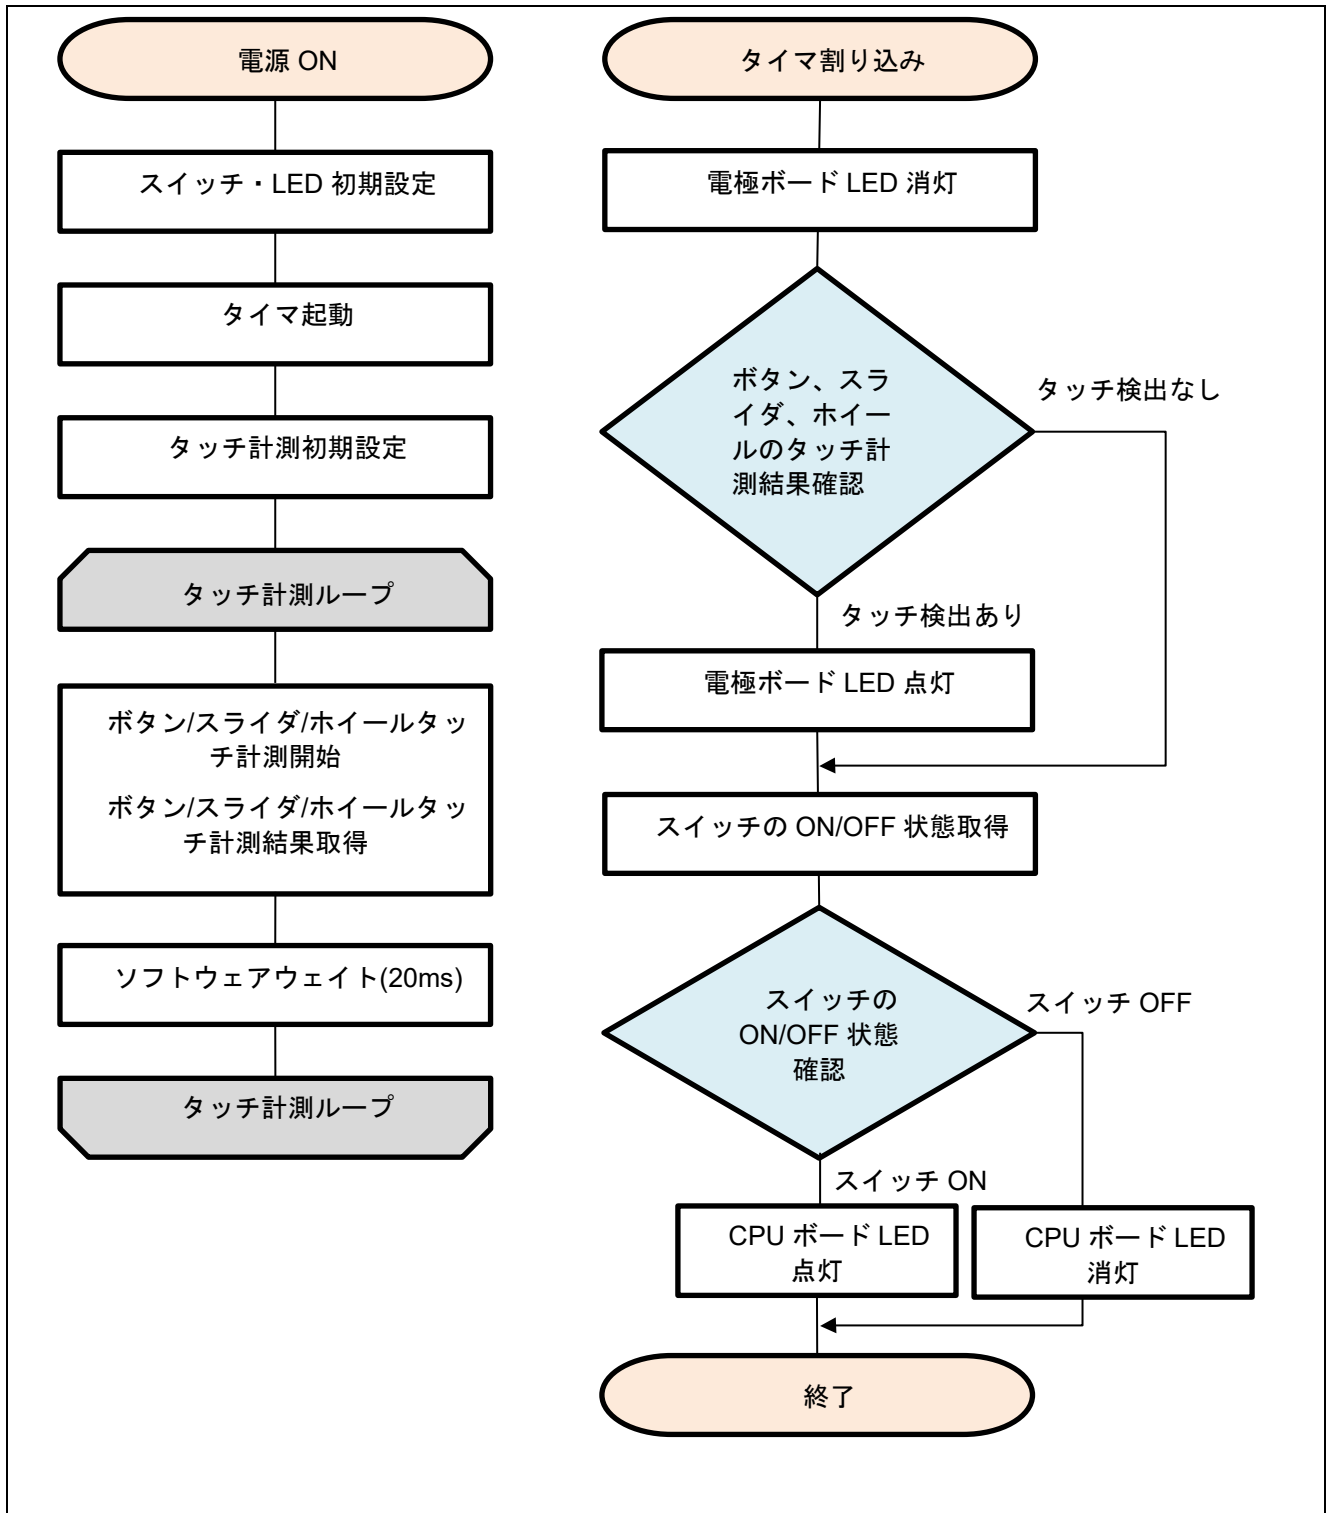 電源 ON
スイッチ・LED 初期設定
タイマ起動
タッチ計測初期設定
タッチ計測ループ
ボタン/スライダ/ホイールタッ
チ計測開始
ボタン/スライダ/ホイールタッ
チ計測結果取得
ソフトウェアウェイト(20ms)
タッチ計測ループ
タイマ割り込み
電極ボード LED 消灯
ボタン、スラ
イダ、ホイー
ルのタッチ計
測結果確認
タッチ検出なし
タッチ検出あり
電極ボード LED 点灯
スイッチの ON/OFF 状態取得
スイッチの
ON/OFF 状態
確認
スイッチ OFF
スイッチ ON
CPU ボード LED
点灯
CPU ボード LED
消灯
終了